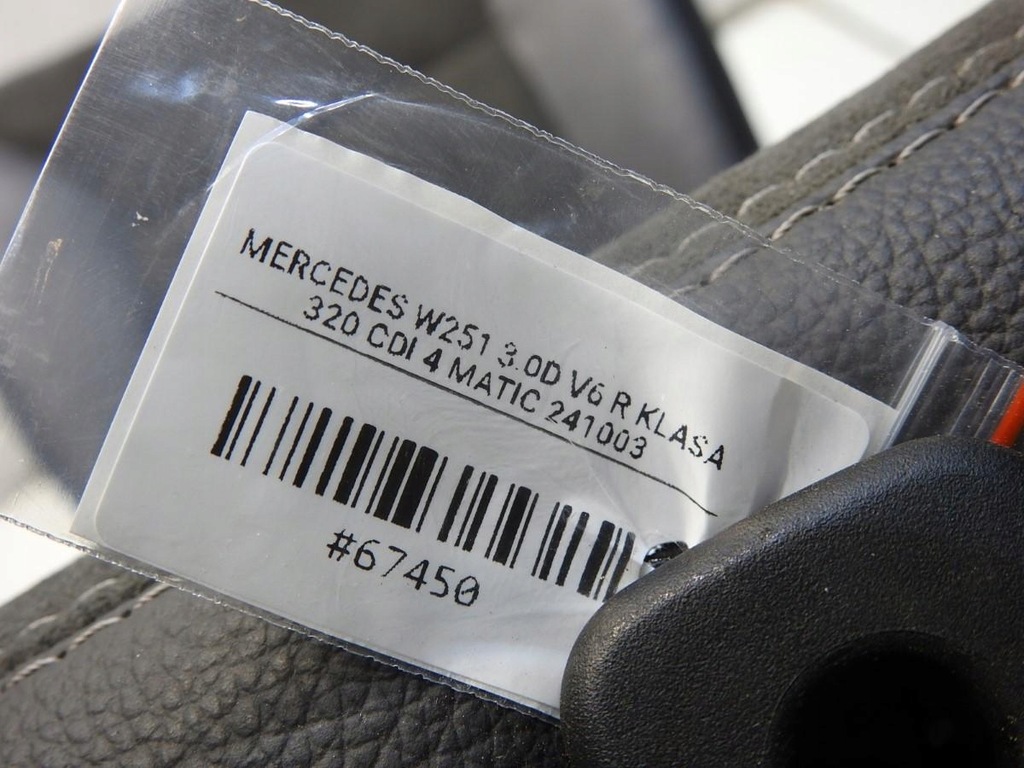 MERCEDES W251 3.0D V6 R KLASA
320 CDI 4 MATIC 241003
#67450